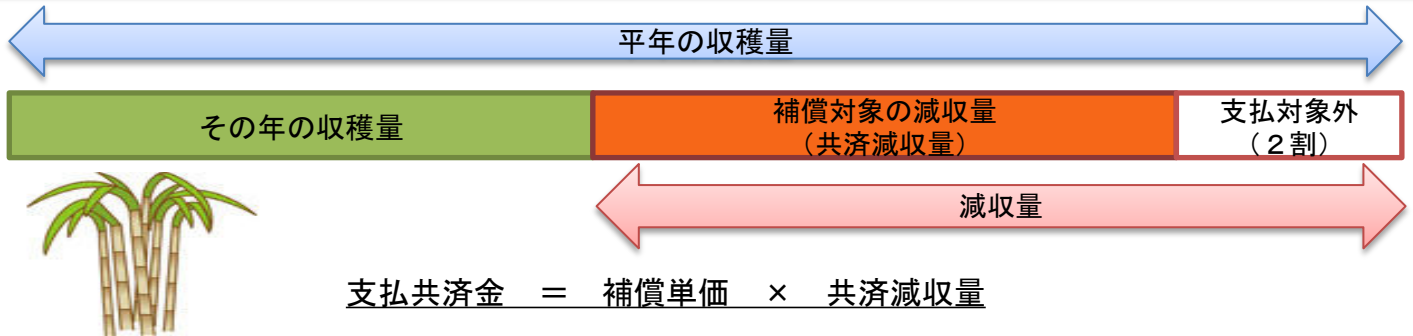 平年の収穫量
その年の収穫量
補償対象の減収量
（共済減収量）
支払対象外
（２割）
減収量
支払共済金　＝　補償単価　×　共済減収量